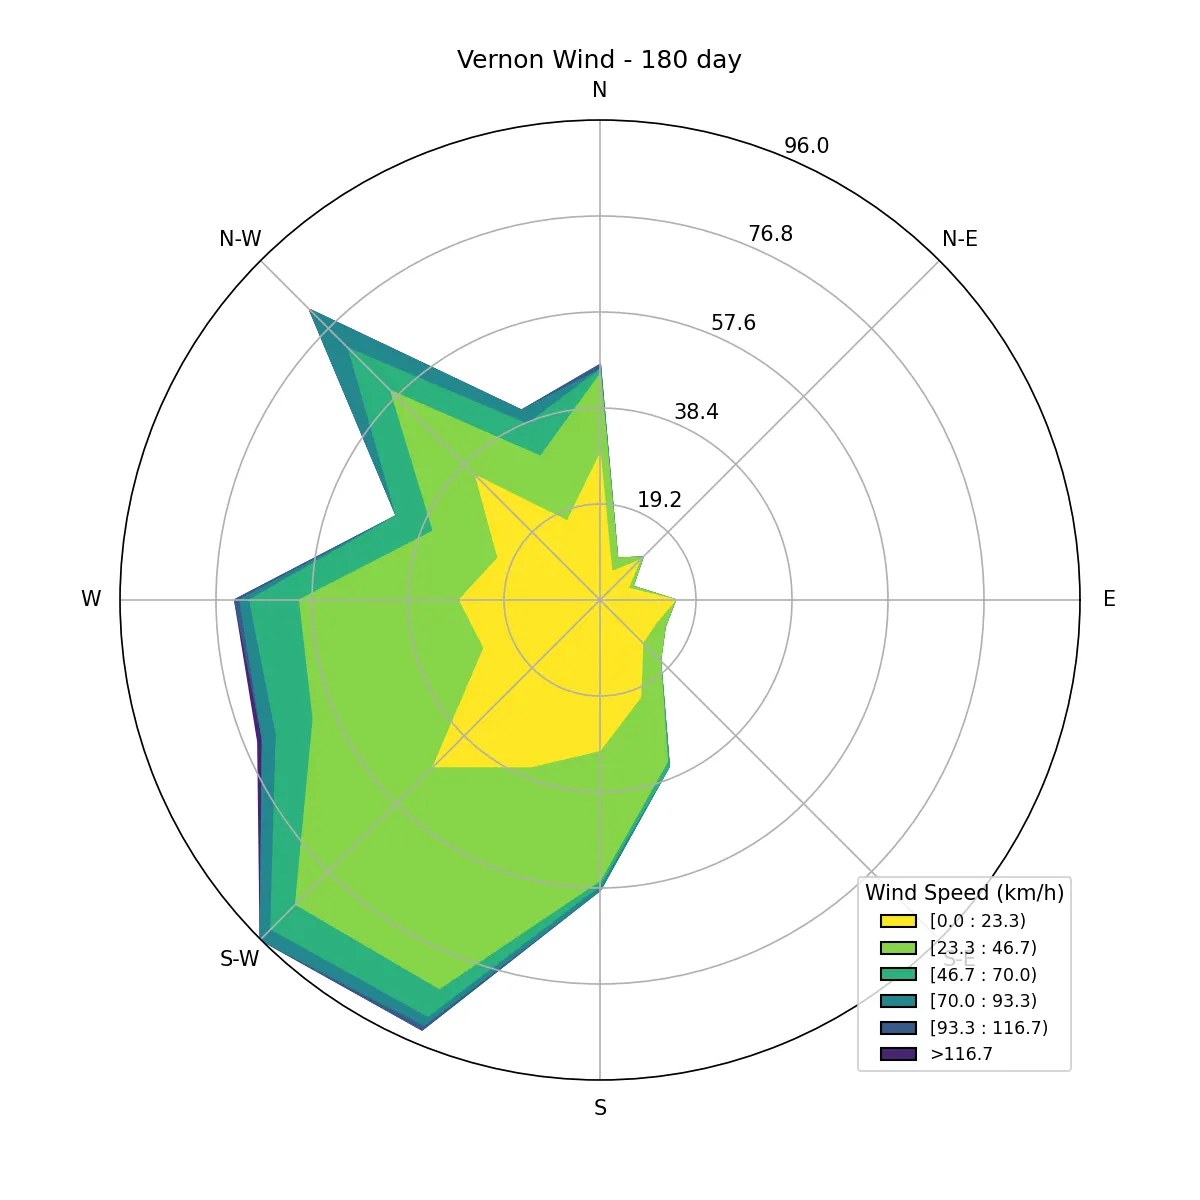 Vernon Wind - 180 day
N
96.0
76.8
N-W
N-E
57.6
38.4
19.2
W
E
Wind Speed (km/h)
[0.0 : 23.3)
[23.3 : 46.7)
S-W
S-E
[46.7 : 70.0)
[70.0 : 93.3)
[93.3 : 116.7)
>116.7
S